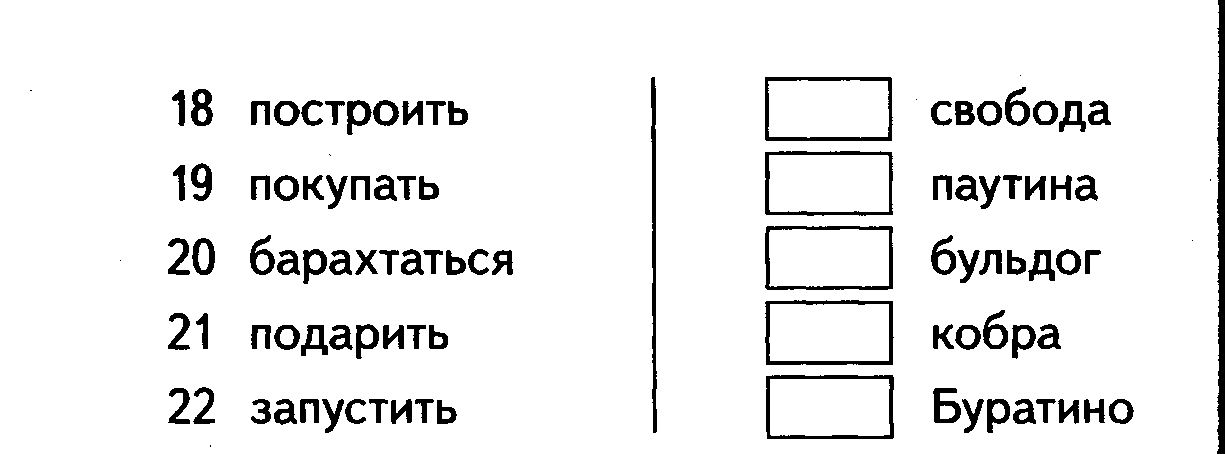 18 построить свобода
19 покупать паутина
20 барахтаться бульдог
21 подарить кобра
22 запустить Буратино